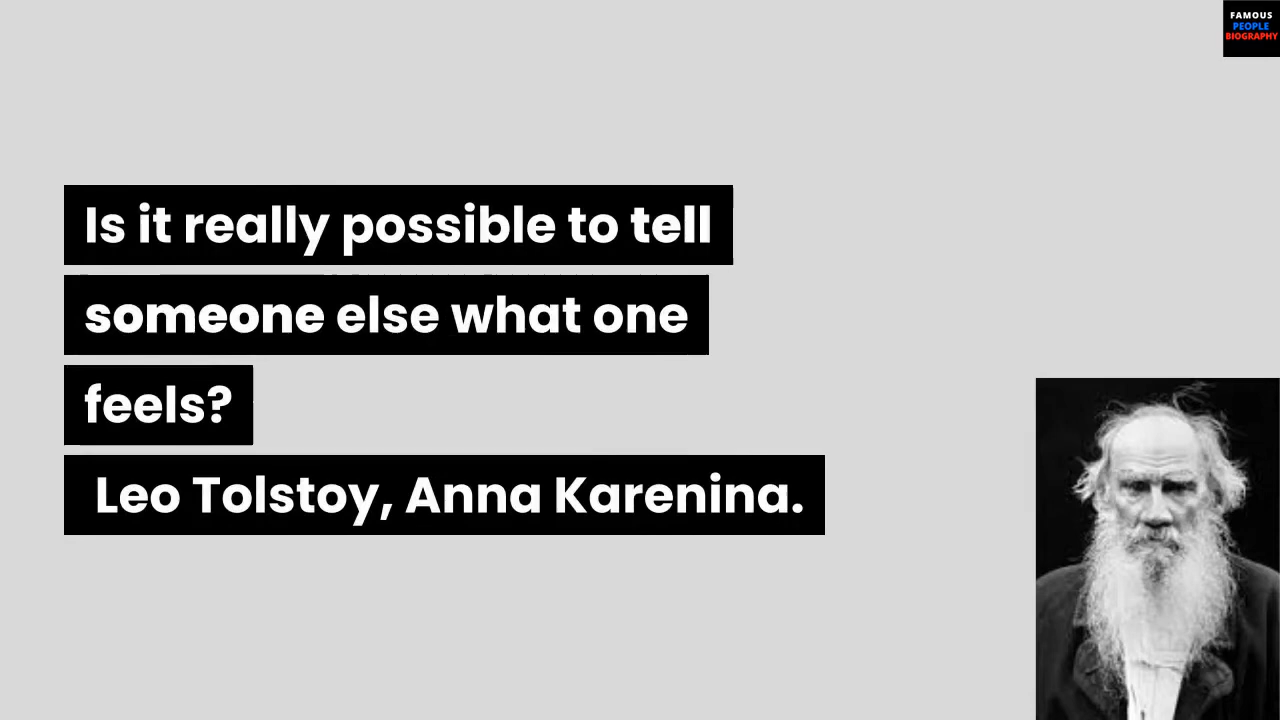 FAMOUS
PEOPLE
BIOGRAPHY
Is it really possible to tell
someone else what one
feels?
Leo Tolstoy, Anna Karenina.